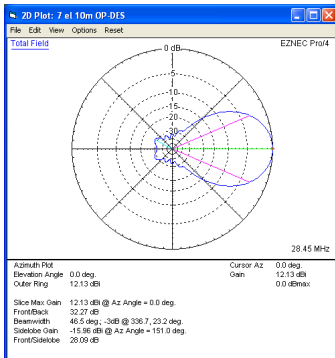 2D Plot: 7 el 10m OP-DES
File Edit View Options Reset
Total Field
EZNEC Pro/4
0 dB
-5
-10
-15
-20
-30
28.45 MHz
Azimuth Plot
Elevation Angle 0.0 deg.
Outer Ring 12.13 dBi
Cursor Az 0.0 deg.
Gain 12.13 dBi
0.0 dBmax
Slice Max Gain 12.13 dBi @ Az Angle = 0.0 deg.
Front/Back 32.27 dB
Beamwidth 46.5 deg.; -3dB @ 336.7, 23.2 deg.
Sidelobe Gain -15.96 dBi @ Az Angle = 151.0 deg.
Front/Sidelobe 28.09 dB